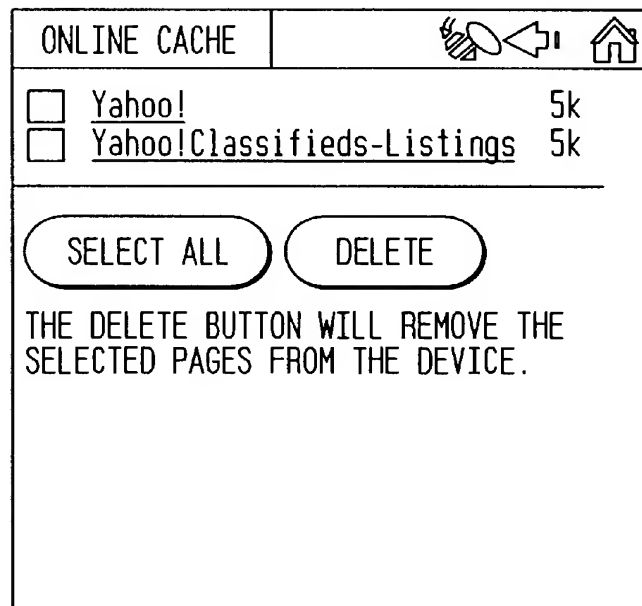 ONLINE CACHE
Yahoo! 5k
Yahoo!Classifieds-Listings 5k
SELECT ALL DELETE
THE DELETE BUTTON WILL REMOVE THE
SELECTED PAGES FROM THE DEVICE.